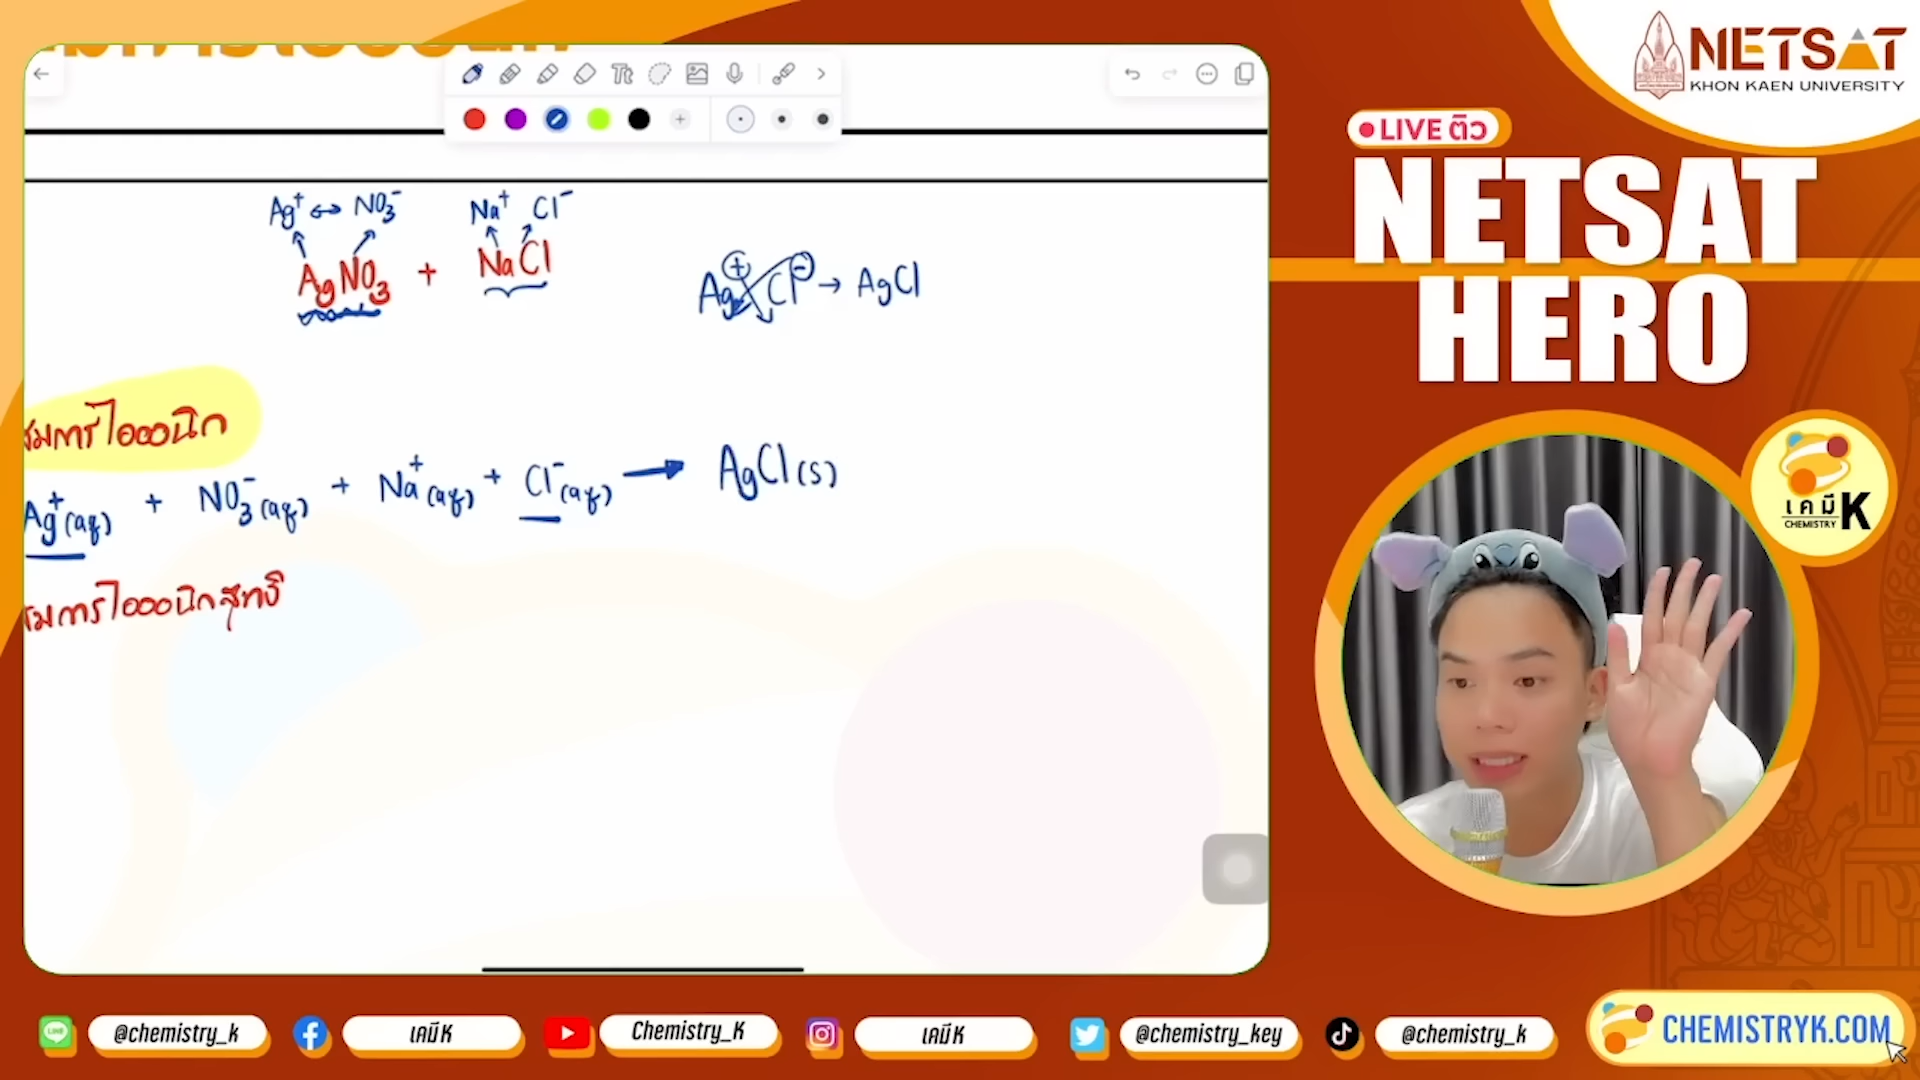 Ag⁺ ↔ NO₃⁻ Na⁺ Cl⁻
AgNO₃ + NaCl
Ag⁺ Cl⁻ → AgCl
สมการไอออนิก
Ag⁺(aq) + NO₃⁻(aq) + Na⁺(aq) + Cl⁻(aq) → AgCl(s)
สมการไอออนิกสุทธิ
NETSAT
KHON KAEN UNIVERSITY
LIVE ติว
NETSAT
HERO
เคมี K
CHEMISTRY
@chemistry_k
เคมี K
Chemistry_K
เคมี K
@chemistry_key
@chemistry_k
CHEMISTRYK.COM